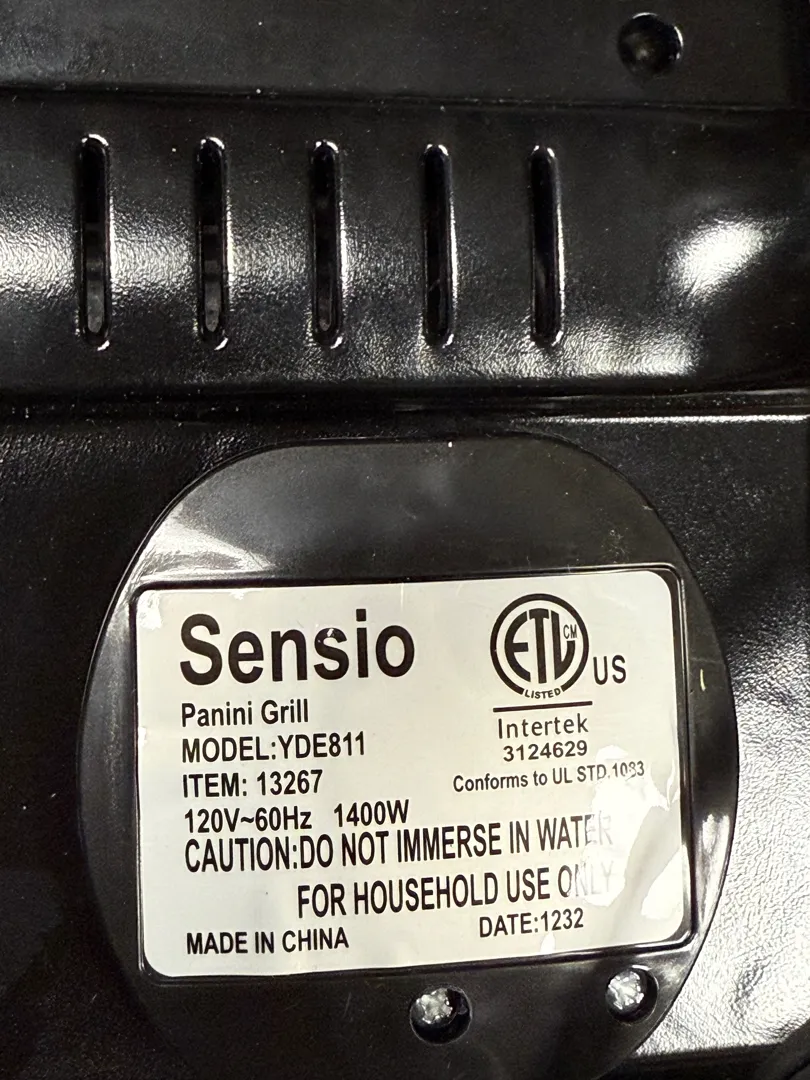 Sensio
Panini Grill
MODEL:YDE811
ITEM: 13267
120V~60Hz 1400W
ETL CM
LISTED
US
Intertek
3124629
Conforms to UL STD.1083
CAUTION:DO NOT IMMERSE IN WATER
FOR HOUSEHOLD USE ONLY
MADE IN CHINA
DATE:1232